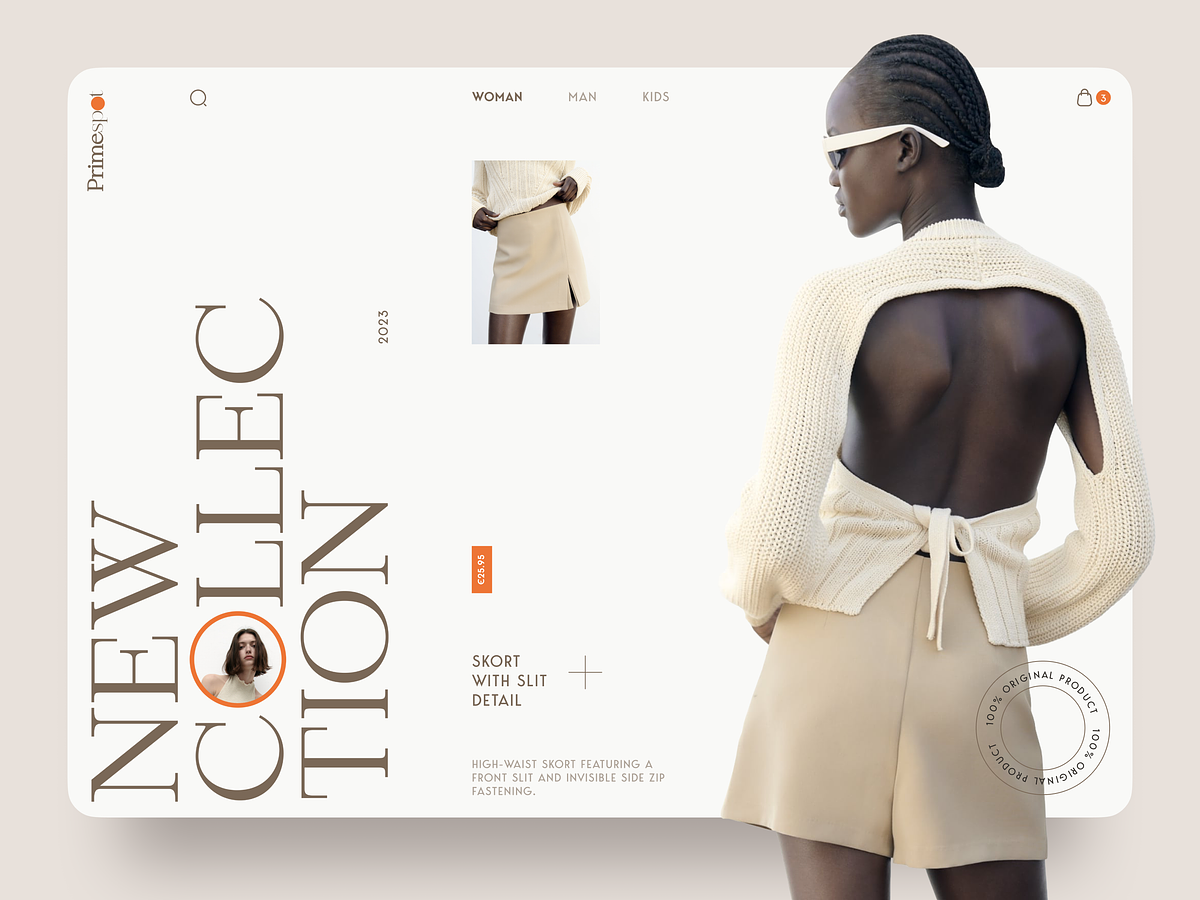 Primespot
WOMAN
MAN
KIDS
3
NEW
COLLEC
TION
2023
€25.95
SKORT
WITH SLIT
DETAIL
HIGH-WAIST SKORT FEATURING A
FRONT SLIT AND INVISIBLE SIDE ZIP
FASTENING.
100% ORIGINAL PRODUCT
100% ORIGINAL PRODUCT